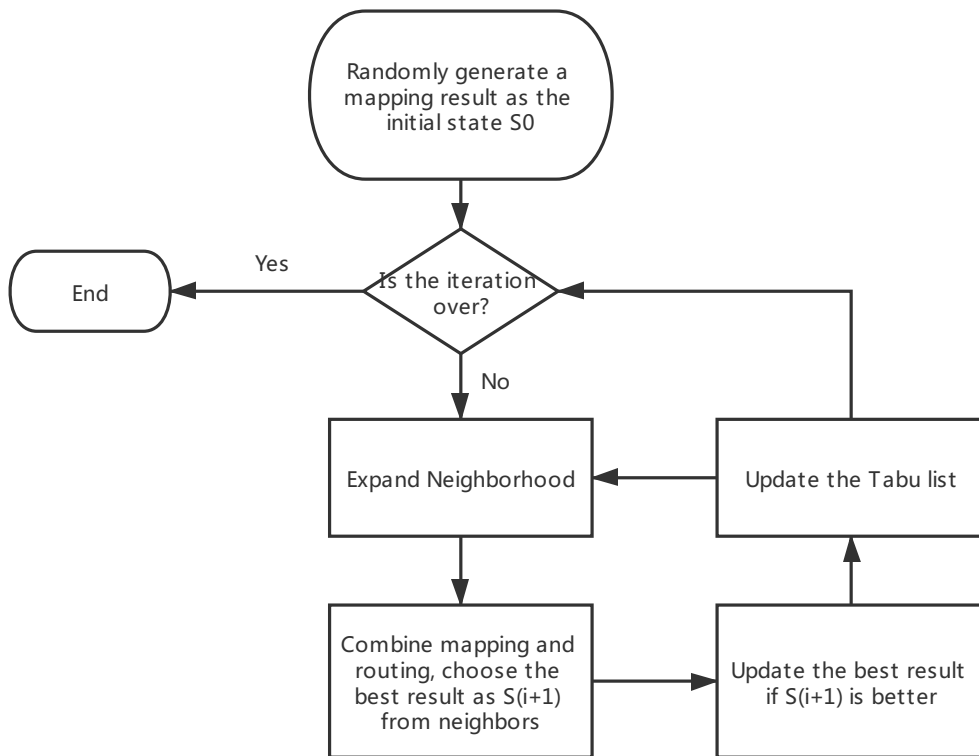 Randomly generate a
mapping result as the
initial state S0
Yes
Is the iteration
over?
End
No
Expand Neighborhood
Update the Tabu list
Combine mapping and
routing, choose the
best result as S(i+1)
from neighbors
Update the best result
if S(i+1) is better